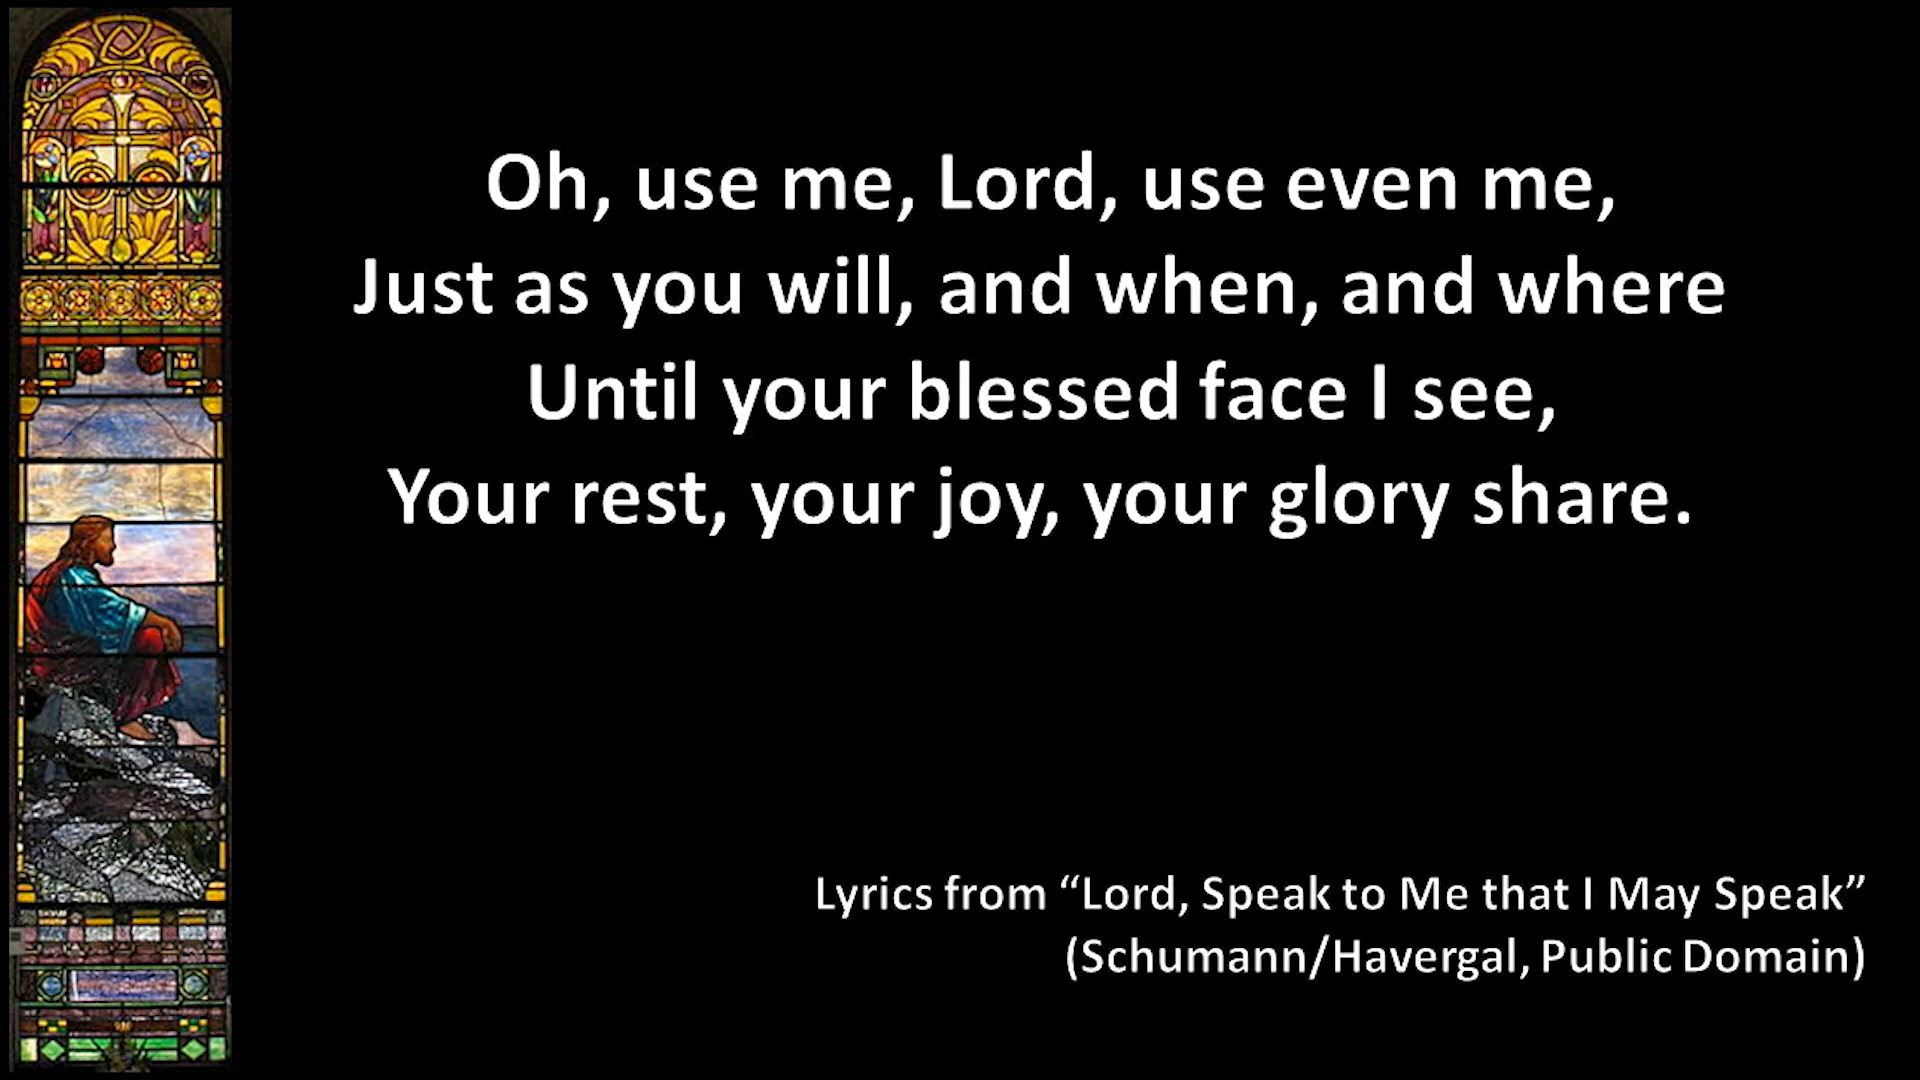 Oh, use me, Lord, use even me,
Just as you will, and when, and where
Until your blessed face I see,
Your rest, your joy, your glory share.
Lyrics from “Lord, Speak to Me that I May Speak”
(Schumann/Havergal, Public Domain)